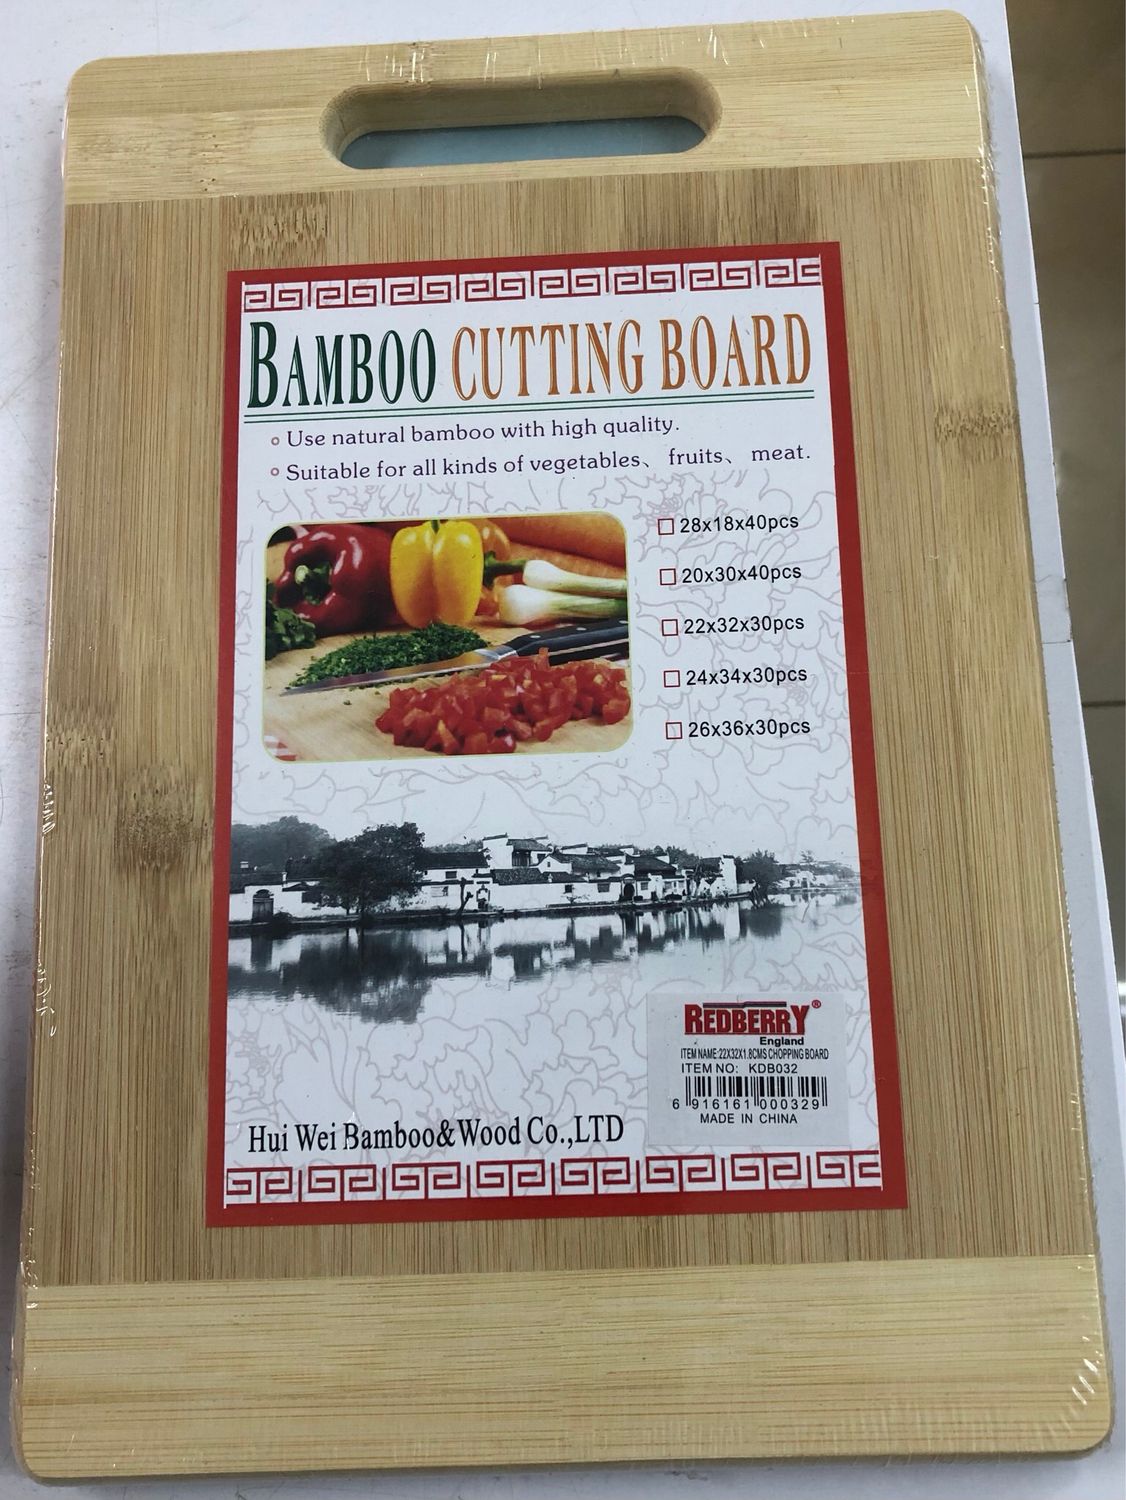 BAMBOO CUTTING BOARD
Use natural bamboo with high quality.
Suitable for all kinds of vegetables、 fruits、 meat.
28x18x40pcs
20x30x40pcs
22x32x30pcs
24x34x30pcs
26x36x30pcs
REDBERRY®
England
ITEM NAME:22X32X1.8CMS CHOPPING BOARD
ITEM NO: KDB032
6 916161 000329
MADE IN CHINA
Hui Wei Bamboo&Wood Co.,LTD